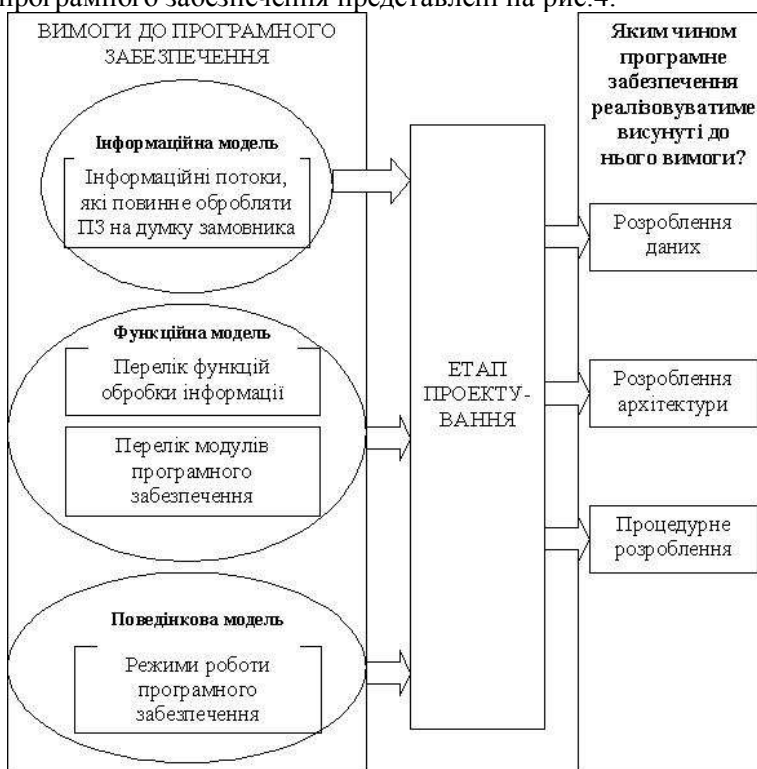 програмного забезпечення представлені на рис.4.
ВИМОГИ ДО ПРОГРАМНОГО
ЗАБЕЗПЕЧЕННЯ
Інформаційна модель
Інформаційні потоки,
які повинне обробляти
ПЗ на думку замовника
Функційна модель
Перелік функцій
обробки інформації
Перелік модулів
програмного
забезпечення
Поведінкова модель
Режими роботи
програмного
забезпечення
ЕТАП
ПРОЕКТУ-
ВАННЯ
Яким чином
програмне
забезпечення
реалізовуватиме
висунуті до
нього вимоги?
Розроблення
даних
Розроблення
архітектури
Процедурне
розроблення